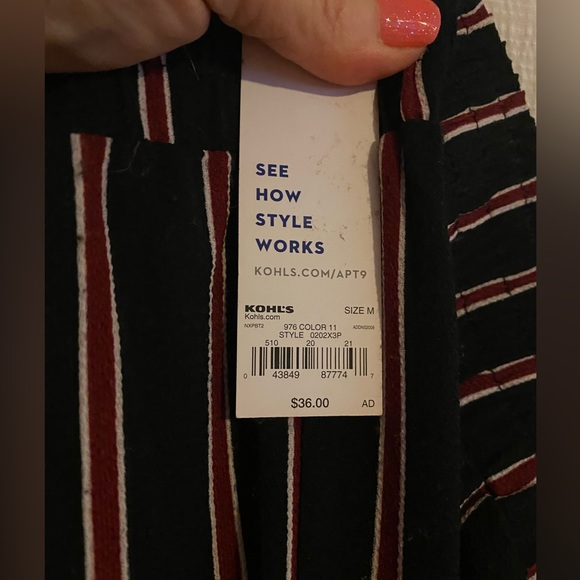 SEE
HOW
STYLE
WORKS
KOHLS.COM/APT9
KOHL'S SIZE M
Kohls.com
NXPBT2 976 COLOR 11
STYLE 0202X3P
510 20 21
0 43849 87774 7
$36.00 AD